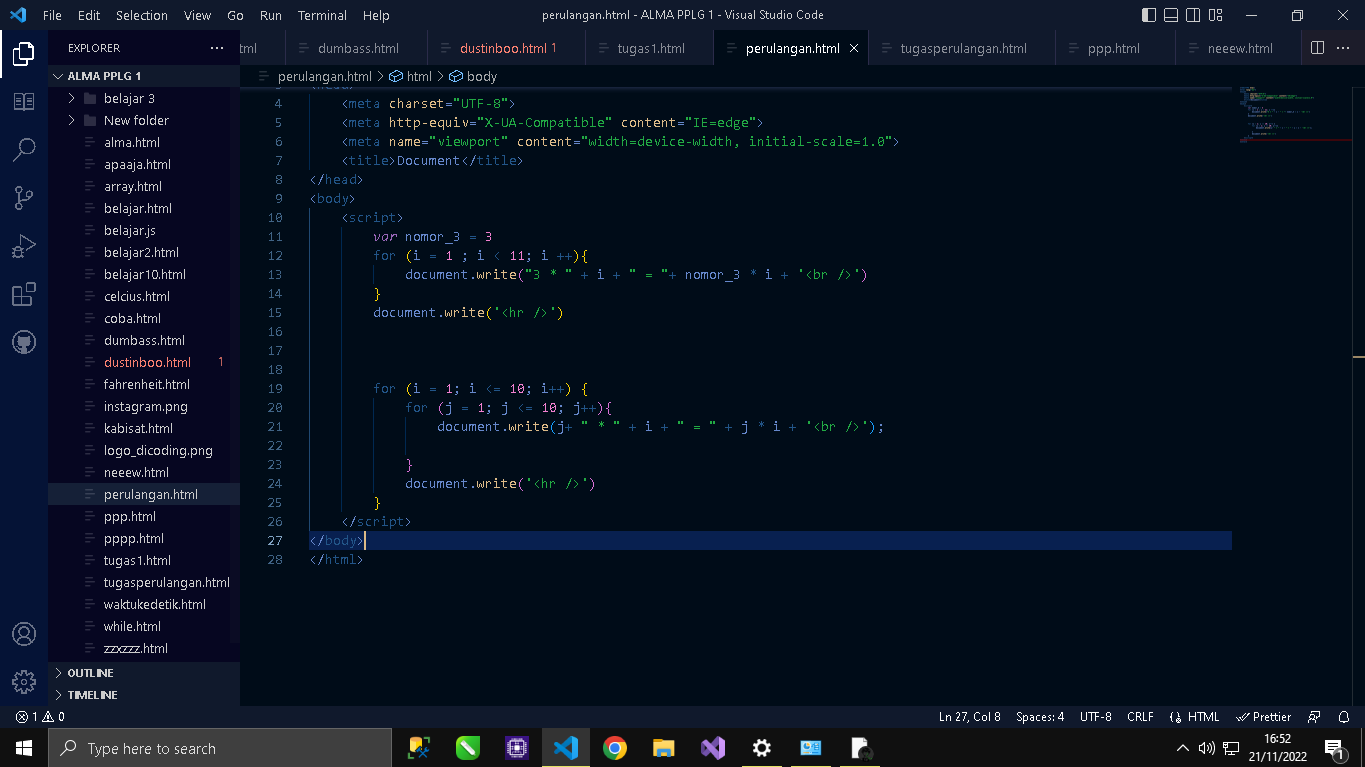 File Edit Selection View Go Run Terminal Help perulangan.html - ALMA PPLG 1 - Visual Studio Code
EXPLORER
tml dumbass.html dustinboo.html 1 tugas1.html perulangan.html tugasperulangan.html ppp.html neeew.html
ALMA PPLG 1
belajar 3
New folder
alma.html
apaaja.html
array.html
belajar.html
belajar.js
belajar2.html
belajar10.html
celcius.html
coba.html
dumbass.html
dustinboo.html 1
fahrenheit.html
instagram.png
kabisat.html
logo_dicoding.png
neeew.html
perulangan.html
ppp.html
pppp.html
tugas1.html
tugasperulangan.html
waktukedetik.html
while.html
zzxzzz.html
OUTLINE
TIMELINE
perulangan.html > html > body
3 <head>
4 <meta charset="UTF-8">
5 <meta http-equiv="X-UA-Compatible" content="IE=edge">
6 <meta name="viewport" content="width=device-width, initial-scale=1.0">
7 <title>Document</title>
8 </head>
9 <body>
10 <script>
11 var nomor_3 = 3
12 for (i = 1 ; i < 11; i ++){
13 document.write("3 * " + i + " = "+ nomor_3 * i + '<br />')
14 }
15 document.write('<hr />')
16
17
18
19 for (i = 1; i <= 10; i++) {
20 for (j = 1; j <= 10; j++){
21 document.write(j+ " * " + i + " = " + j * i + '<br />');
22
23 }
24 document.write('<hr />')
25 }
26 </script>
27 </body>
28 </html>
1 0 Ln 27, Col 8 Spaces: 4 UTF-8 CRLF HTML Prettier
Type here to search
16:52
21/11/2022
1